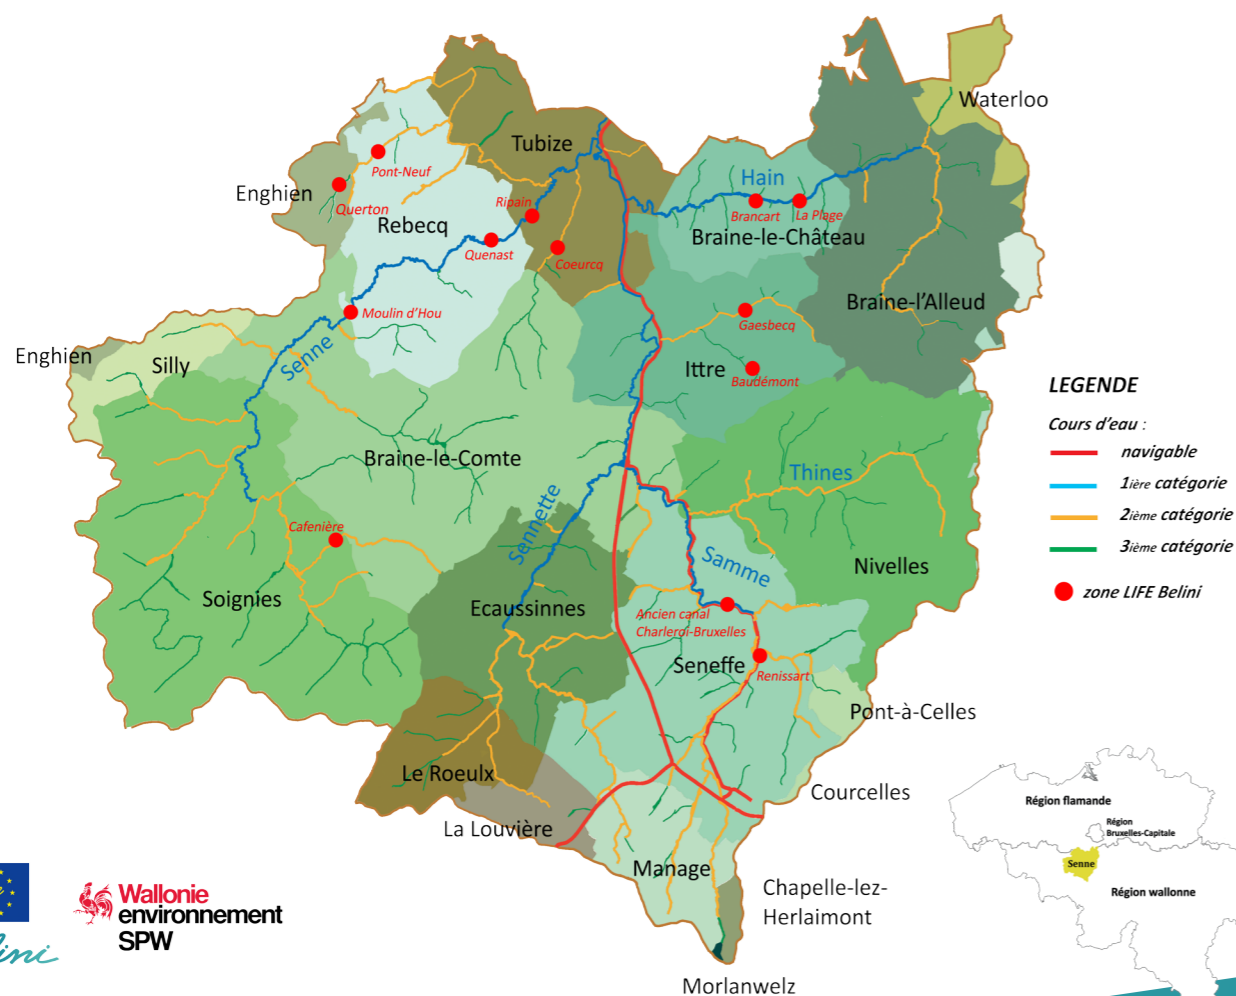 Waterloo
Tubize
Pont-Neuf
Enghien
Querton
Rebecq
Ripain
Hain
Brancart
La Plage
Braine-le-Château
Quenast
Coeurcq
Moulin d'Hou
Gaesbecq
Braine-l'Alleud
Enghien
Silly
Senne
Ittre
Baudémont
Braine-le-Comte
Thines
Sennette
Cafenière
Samme
Nivelles
Soignies
Ecaussinnes
Ancien canal
Charleroi-Bruxelles
Seneffe
Renissart
Pont-à-Celles
Le Roeulx
Courcelles
La Louvière
Manage
Chapelle-lez-
Herlaimont
Morlanwelz
LEGENDE
Cours d'eau :
navigable
1ière catégorie
2ième catégorie
3ième catégorie
zone LIFE Belini
Région flamande
Région
Bruxelles-Capitale
Senne
Région wallonne
Wallonie
environnement
SPW